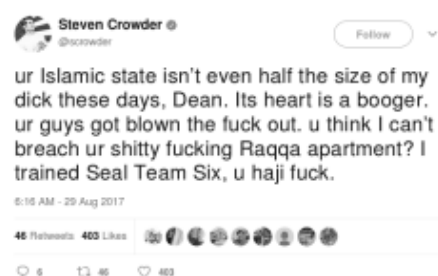 Steven Crowder
@scrowder
Follow
ur Islamic state isn't even half the size of my
dick these days, Dean. Its heart is a booger.
ur guys got blown the fuck out. u think I can't
breach ur shitty fucking Raqqa apartment? I
trained Seal Team Six, u haji fuck.
6:16 AM - 29 Aug 2017
46 Retweets 403 Likes
6 46 403